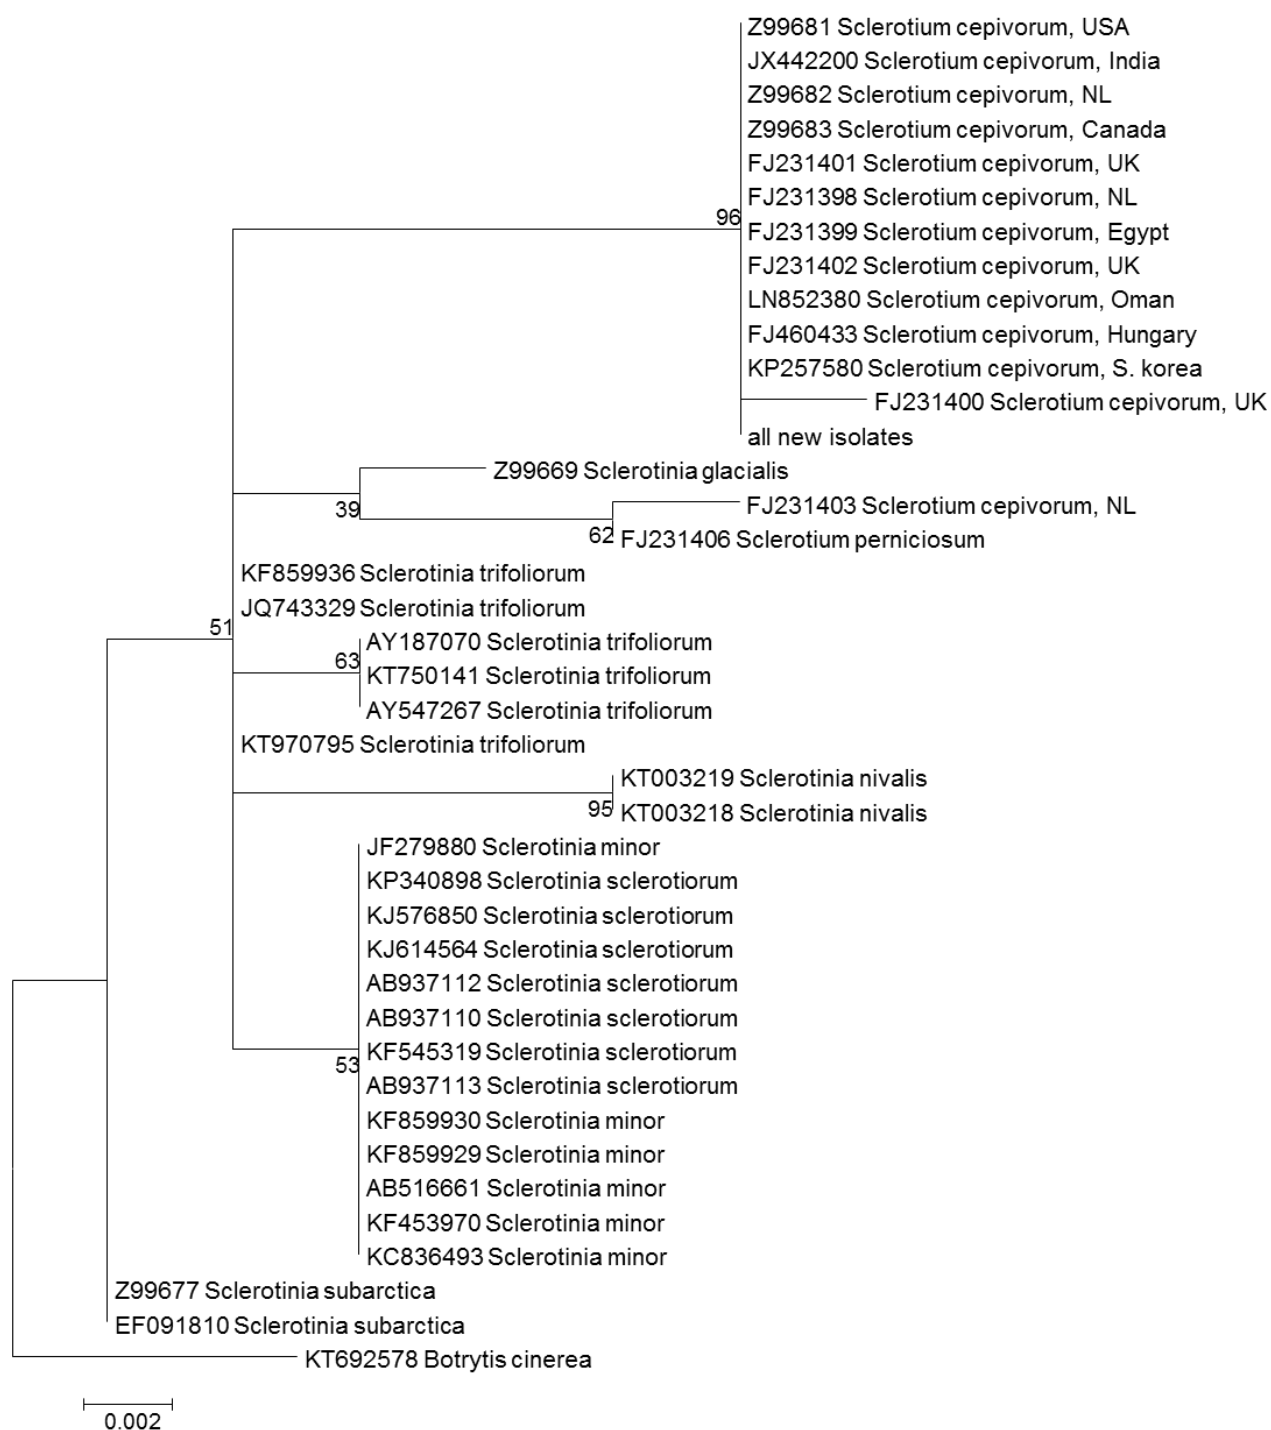 Z99681 Sclerotium cepivorum, USA
JX442200 Sclerotium cepivorum, India
Z99682 Sclerotium cepivorum, NL
Z99683 Sclerotium cepivorum, Canada
FJ231401 Sclerotium cepivorum, UK
FJ231398 Sclerotium cepivorum, NL
96
FJ231399 Sclerotium cepivorum, Egypt
FJ231402 Sclerotium cepivorum, UK
LN852380 Sclerotium cepivorum, Oman
FJ460433 Sclerotium cepivorum, Hungary
KP257580 Sclerotium cepivorum, S. korea
FJ231400 Sclerotium cepivorum, UK
all new isolates
Z99669 Sclerotinia glacialis
39
FJ231403 Sclerotium cepivorum, NL
62
FJ231406 Sclerotium perniciosum
KF859936 Sclerotinia trifoliorum
JQ743329 Sclerotinia trifoliorum
51
AY187070 Sclerotinia trifoliorum
63
KT750141 Sclerotinia trifoliorum
AY547267 Sclerotinia trifoliorum
KT970795 Sclerotinia trifoliorum
KT003219 Sclerotinia nivalis
95
KT003218 Sclerotinia nivalis
JF279880 Sclerotinia minor
KP340898 Sclerotinia sclerotiorum
KJ576850 Sclerotinia sclerotiorum
KJ614564 Sclerotinia sclerotiorum
AB937112 Sclerotinia sclerotiorum
AB937110 Sclerotinia sclerotiorum
KF545319 Sclerotinia sclerotiorum
53
AB937113 Sclerotinia sclerotiorum
KF859930 Sclerotinia minor
KF859929 Sclerotinia minor
AB516661 Sclerotinia minor
KF453970 Sclerotinia minor
KC836493 Sclerotinia minor
Z99677 Sclerotinia subarctica
EF091810 Sclerotinia subarctica
KT692578 Botrytis cinerea
0.002